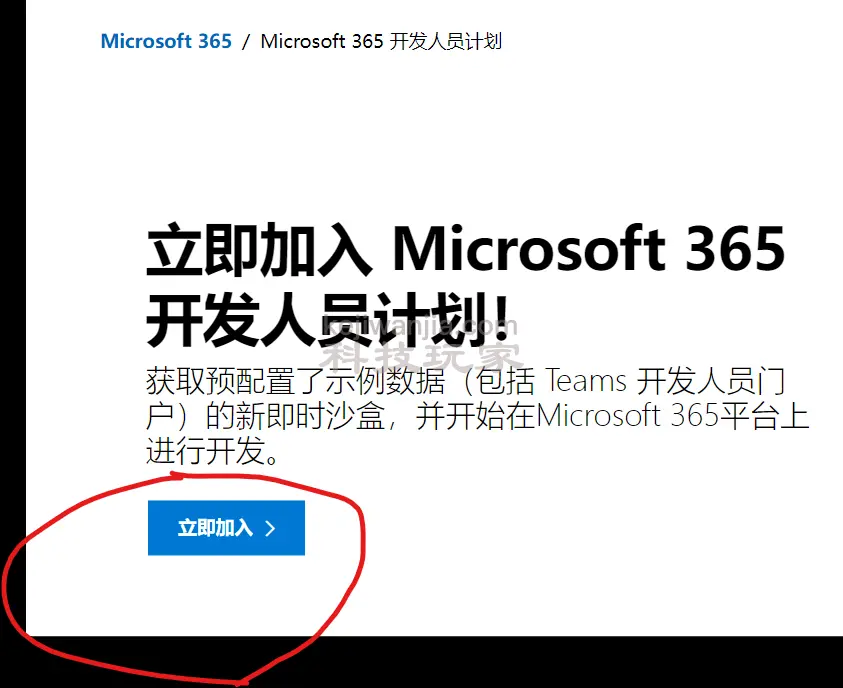 Microsoft 365 / Microsoft 365 开发人员计划
立即加入 Microsoft 365
开发人员计划！
kejiwanjia.com
科技玩家
获取预配置了示例数据（包括 Teams 开发人员门
户）的新即时沙盒，并开始在Microsoft 365平台上
进行开发。
立即加入 >